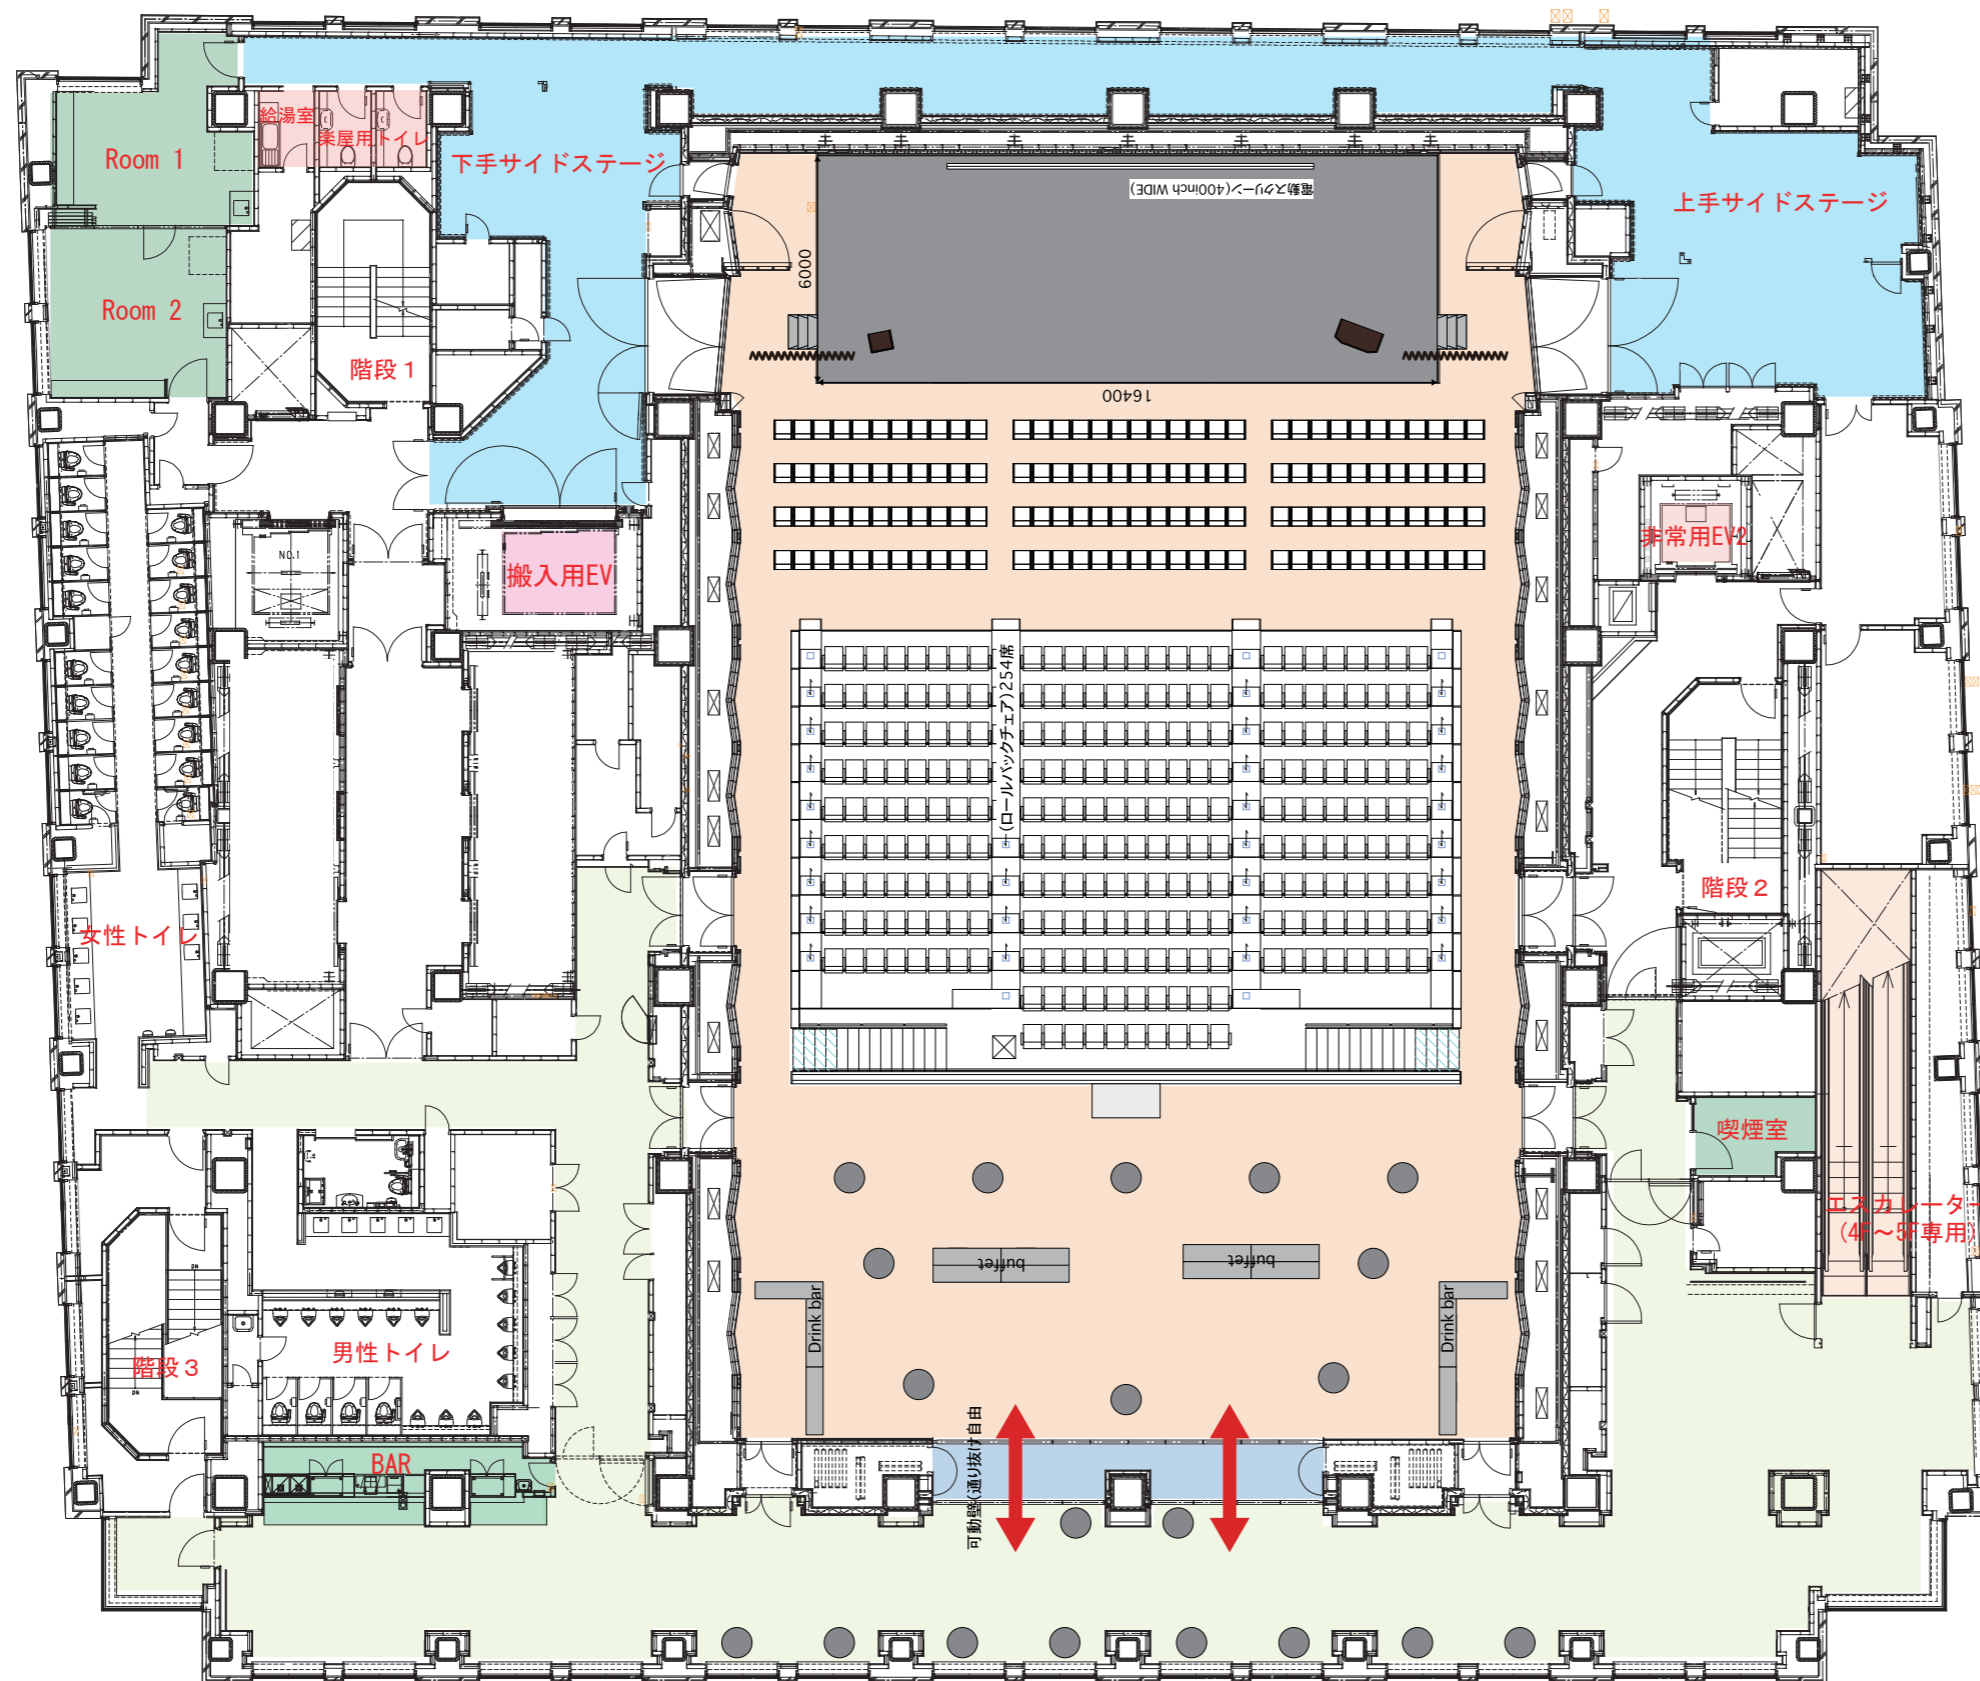 給湯室
楽屋用トイレ
Room 1
下手サイドステージ
電動スクリーン(400inch WIDE)
上手サイドステージ
6000
Room 2
階段1
16400
NO.1
搬入用EV
非常用EV2
(ロールバックチェア)254席
階段2
女性トイレ
喫煙室
エスカレーター
(4F～5F専用)
buffet
buffet
Drink bar
Drink bar
DN
階段3
DN
男性トイレ
BAR
可動壁(通り抜け自由